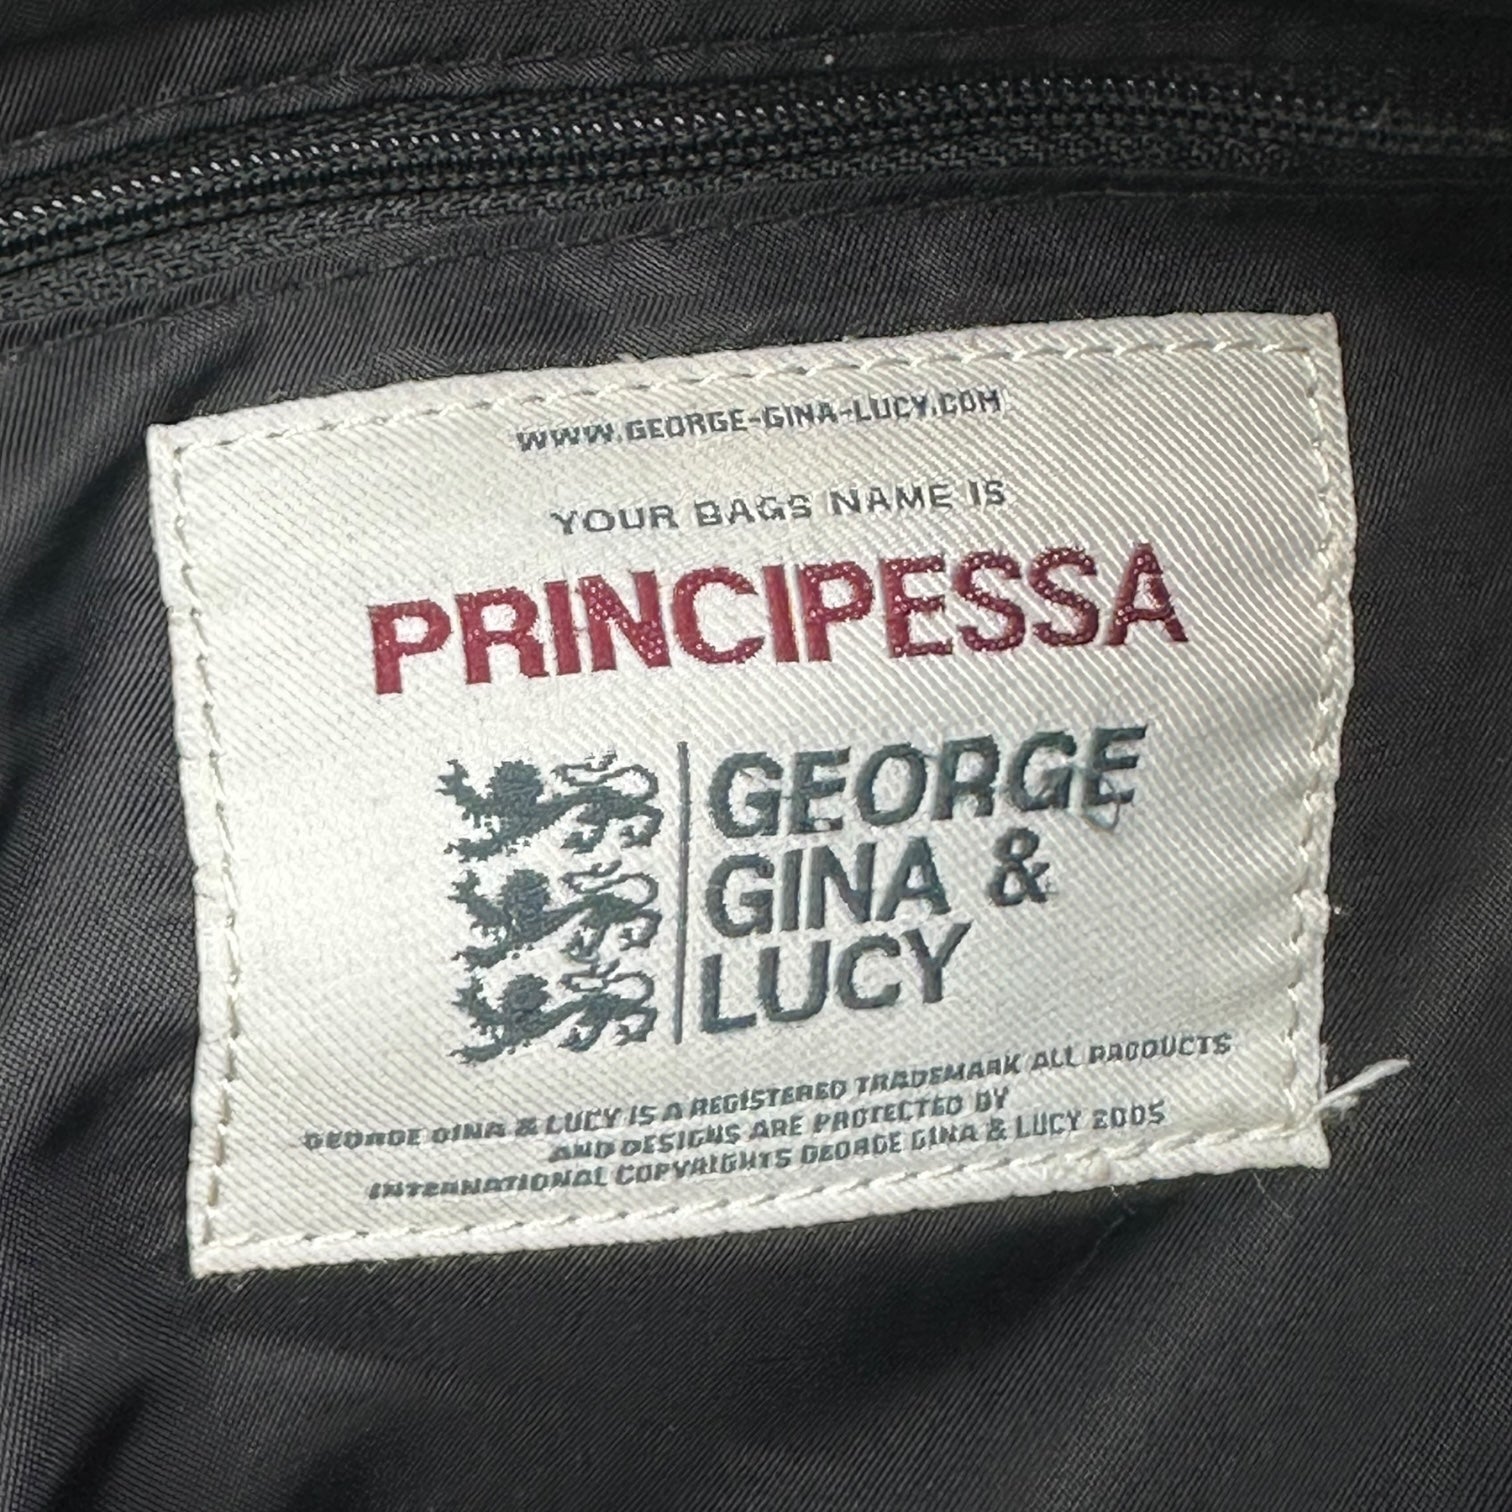 WWW.GEORGE-GINA-LUCY.COM
YOUR BAGS NAME IS
PRINCIPESSA
GEORGE
GINA &
LUCY
GEORGE GINA & LUCY IS A REGISTERED TRADEMARK ALL PRODUCTS
AND DESIGNS ARE PROTECTED BY
INTERNATIONAL COPYRIGHTS GEORGE GINA & LUCY 2005